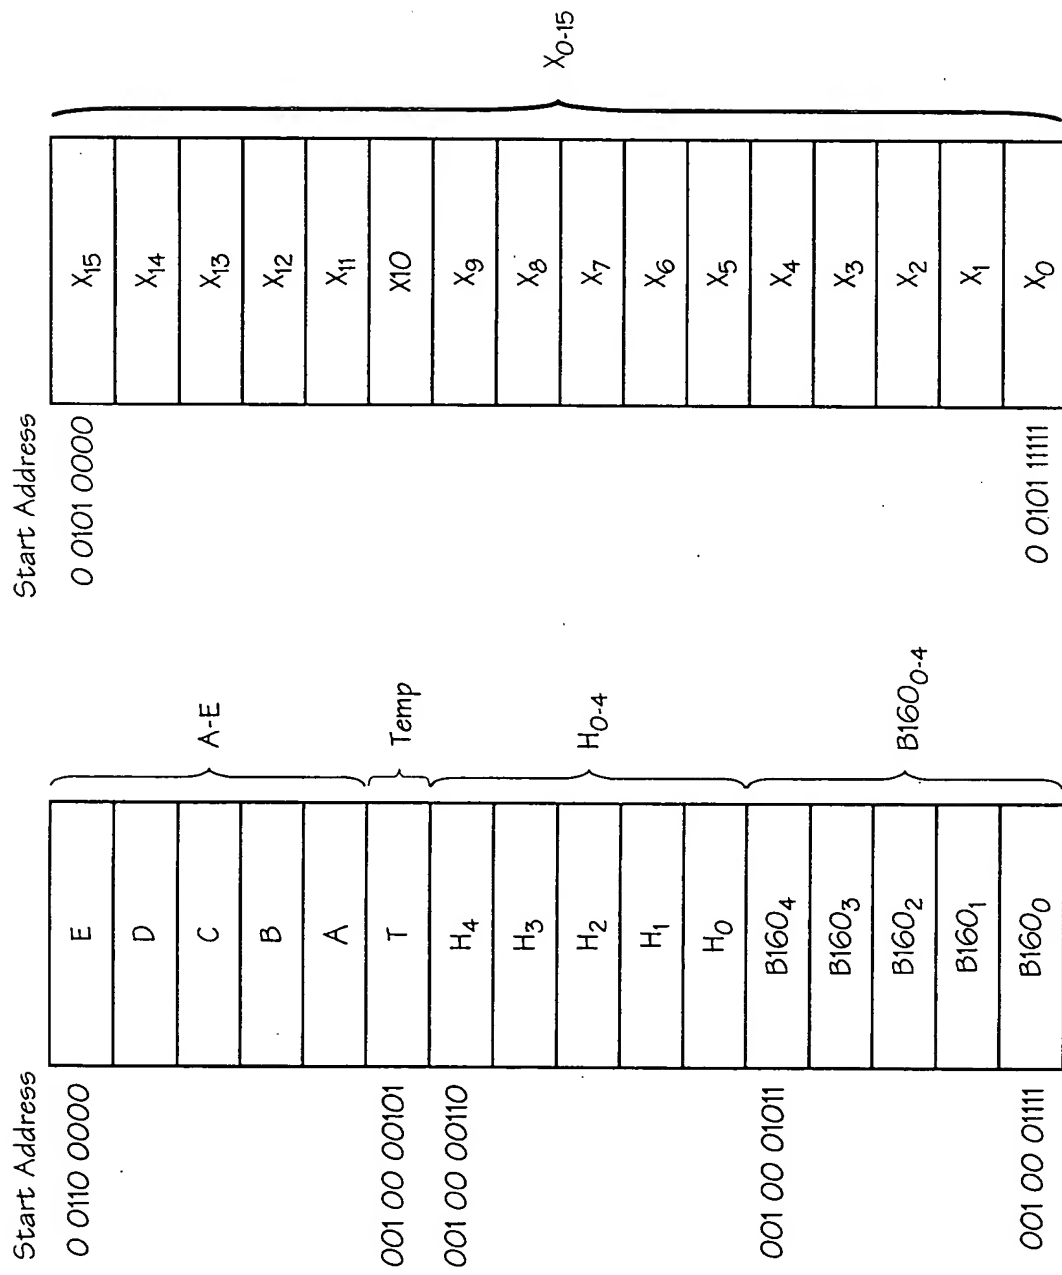 Start Address
0 0110 0000
E
D
C
B
A
A-E
001 00 00101
T
Temp
001 00 00110
H₄
H₃
H₂
H₁
H₀
H₀₋₄
001 00 01011
B160₄
B160₃
B160₂
B160₁
001 00 01111
B160₀
B160₀₋₄
Start Address
0 0101 0000
X₁₅
X₁₄
X₁₃
X₁₂
X₁₁
X10
X₉
X₈
X₇
X₆
X₅
X₄
X₃
X₂
X₁
0 0101 11111
X₀
X₀₋₁₅